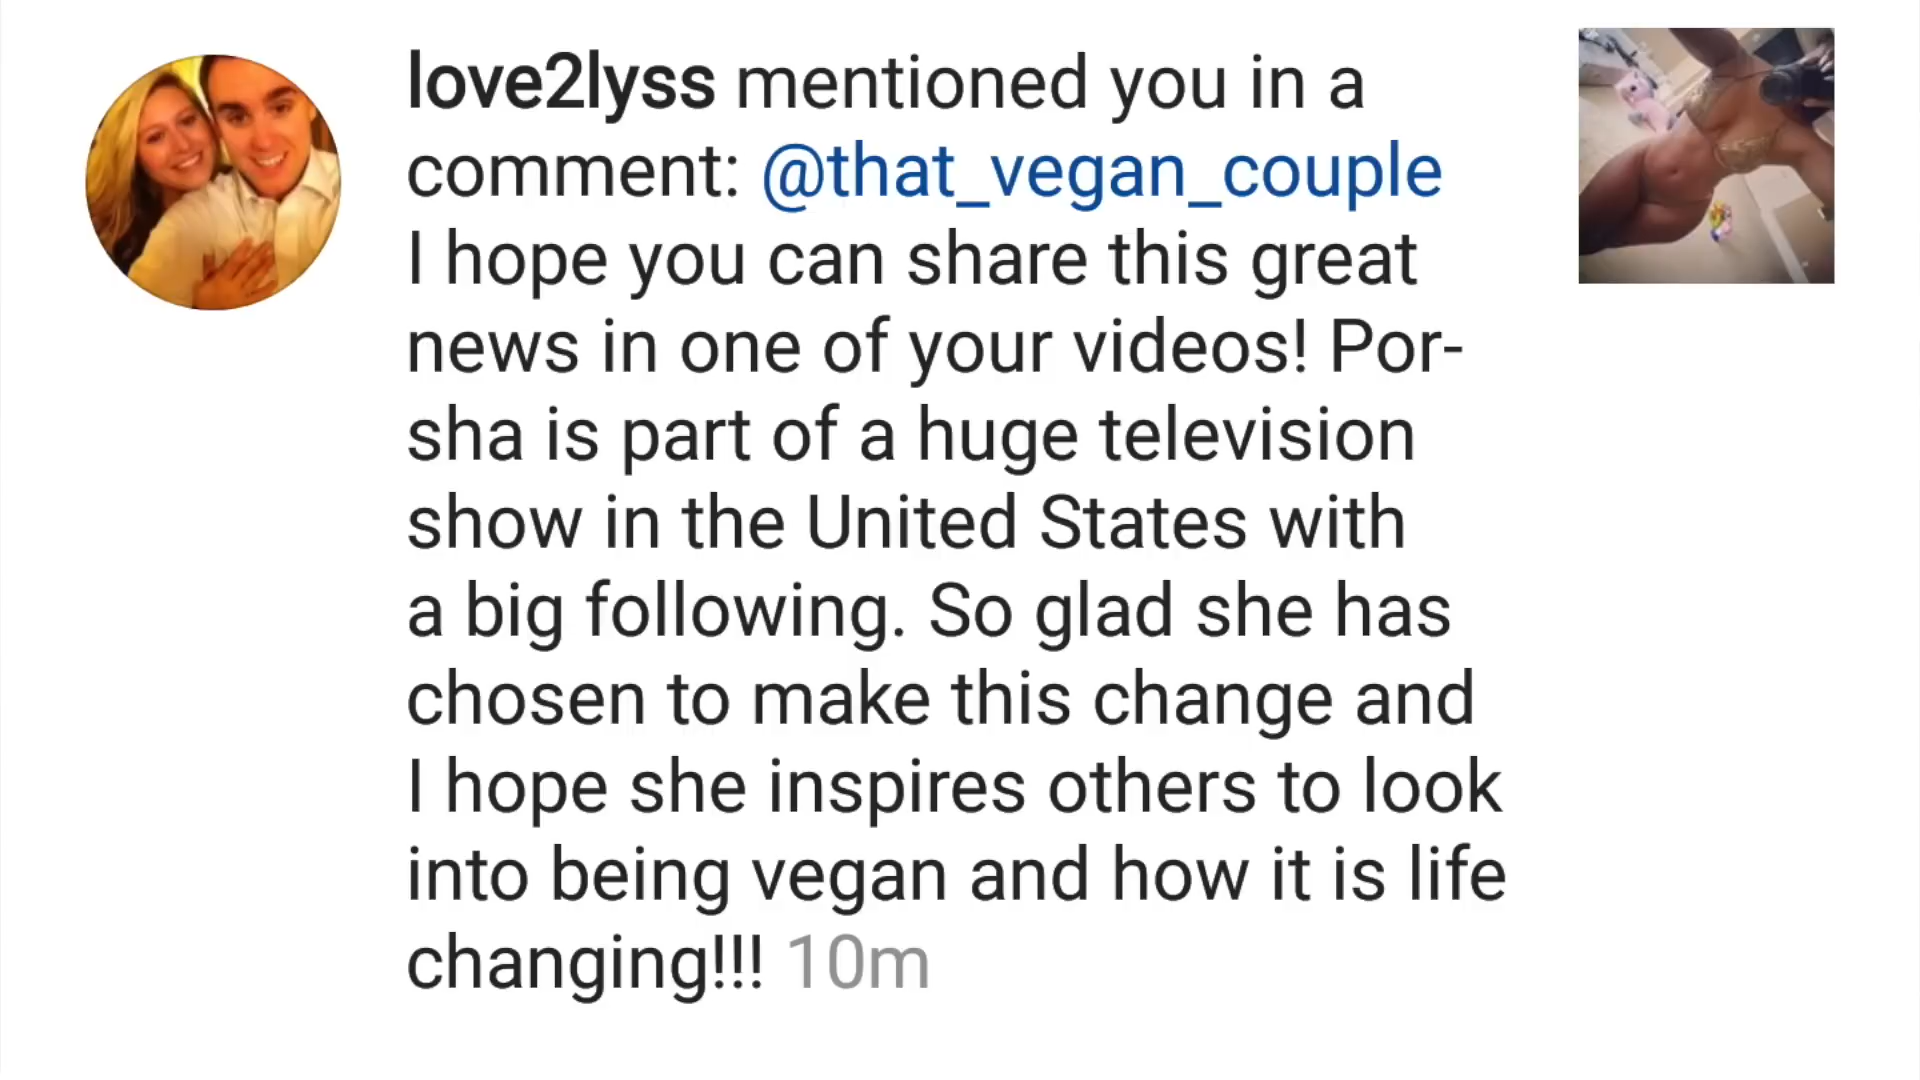 love2lyss mentioned you in a
comment: @that_vegan_couple
I hope you can share this great
news in one of your videos! Por-
sha is part of a huge television
show in the United States with
a big following. So glad she has
chosen to make this change and
I hope she inspires others to look
into being vegan and how it is life
changing!!! 10m